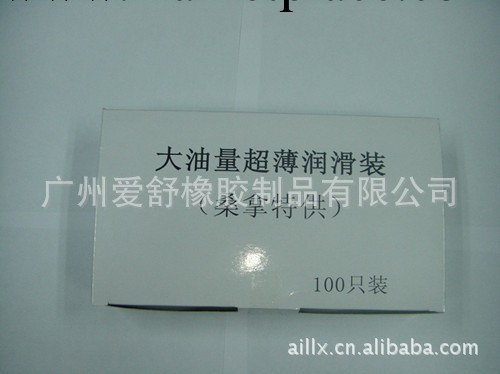 大油量超薄润滑装
广州爱舒橡胶制品有限公司
（桑拿特供）
100只装
aillx.cn.alibaba.com